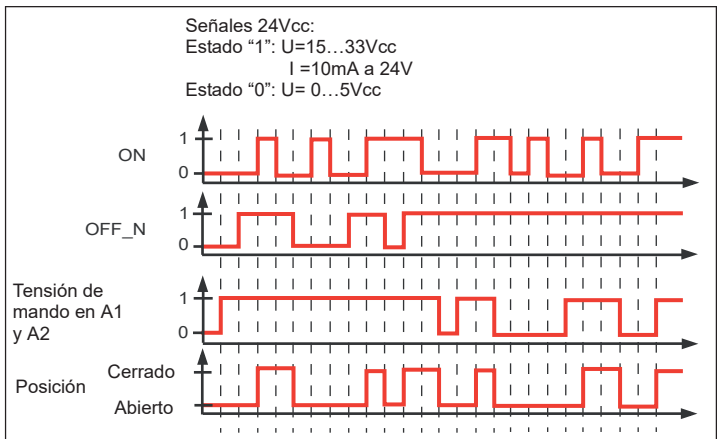 Señales 24Vcc:
Estado “1”: U=15…33Vcc
I =10mA a 24V
Estado “0”: U= 0…5Vcc
ON
1
0
OFF_N
1
0
Tensión de
mando en A1
y A2
1
0
Posición
Cerrado
Abierto